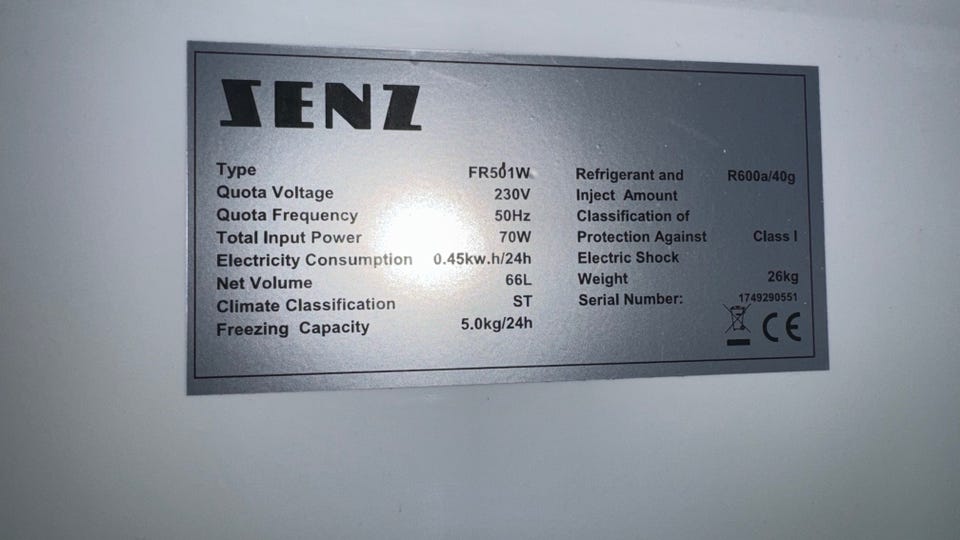 SENZ
Type FR501W
Quota Voltage 230V
Quota Frequency 50Hz
Total Input Power 70W
Electricity Consumption 0.45kw.h/24h
Net Volume 66L
Climate Classification ST
Freezing Capacity 5.0kg/24h
Refrigerant and R600a/40g
Inject Amount
Classification of
Protection Against Class I
Electric Shock
Weight 26kg
Serial Number: 1749290551
CE